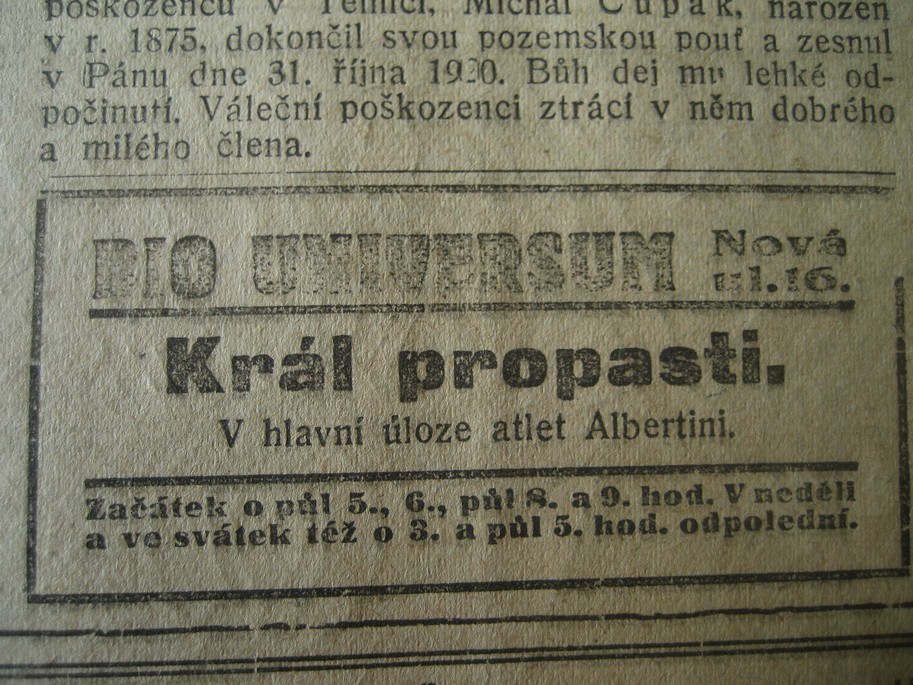 poškozenců v Telnici, Michal Cupák, narozen
v r. 1875, dokončil svou pozemskou pouť a zesnul
v Pánu dne 31. října 1920. Bůh dej mu lehké od-
počinutí. Váleční poškozenci ztrácí v něm dobrého
a milého člena.
BIO UNIVERSUM Nová
ul. 16.
Král propasti.
V hlavní úloze atlet Albertini.
Začátek o půl 5., 6., půl 8. a 9. hod. V neděli
a ve svátek též o 3. a půl 5. hod. odpolední.